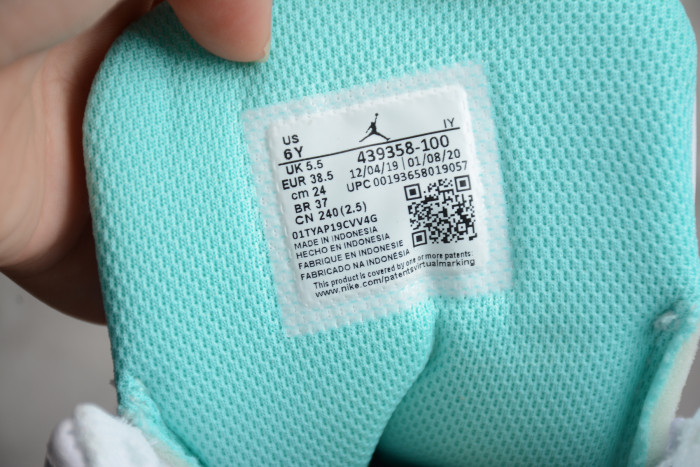 US
6Y
IY
UK 5.5
439358-100
EUR 38.5
12/04/19 | 01/08/20
cm 24
UPC 00193658019057
BR 37
CN 240(2.5)
01TYAP19CVV4G
MADE IN INDONESIA
HECHO EN INDONESIA
FABRIQUE EN INDONESIE
FABRICADO NA INDONESIA
This product is covered by one or more patents:
www.nike.com/patentsvirtualmarking